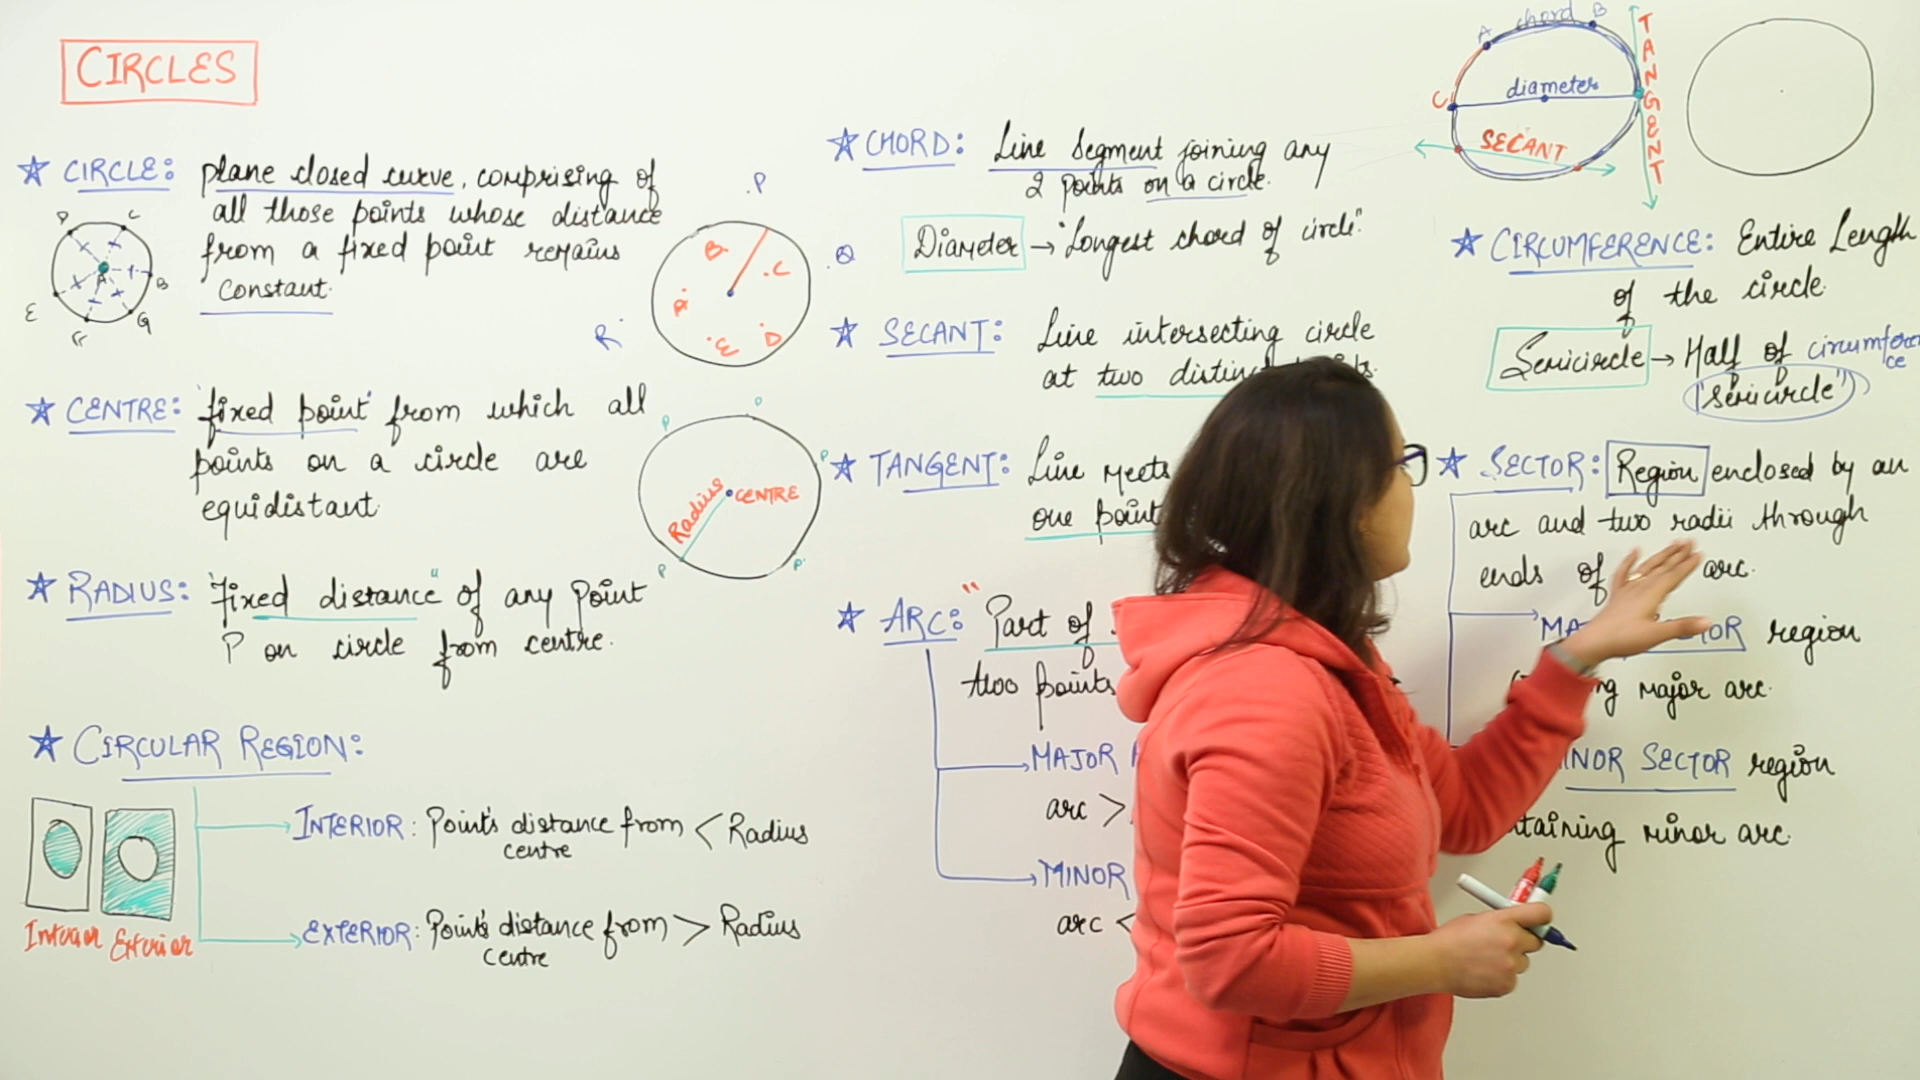 CIRCLES
☆ CIRCLE: plane closed curve, comprising of
all those points whose distance
from a fixed point remains
constant.
D
C
A
B
E
F
G
.P
.Q
R
B.
.C
A
.E
D
☆ CENTRE: "fixed point" from which all
points on a circle are
equidistant.
P
P
P
P
P
Radius
CENTRE
☆ RADIUS: "fixed distance" of any point
P on circle from centre.
☆ CIRCULAR REGION:
INTERIOR: Point's distance from < Radius
centre
EXTERIOR: Point's distance from > Radius
centre
Interior Exterior
☆ CHORD: Line segment joining any
2 points on a circle.
Diameter → "Longest chord of circle."
☆ SECANT: Line intersecting circle
at two
☆ TANGENT: Line meets
one point
☆ ARC: "Part of
two points
MAJOR
arc >
MINOR
arc <
A chord B
C
diameter
SECANT
TANGENT
☆ CIRCUMFERENCE: Entire Length
of the circle.
Semicircle → Half of circumferen
ce
('semicircle')
☆ SECTOR: Region enclosed by an
arc and two radii through
ends of arc.
region
major arc.
SECTOR region
minor arc.